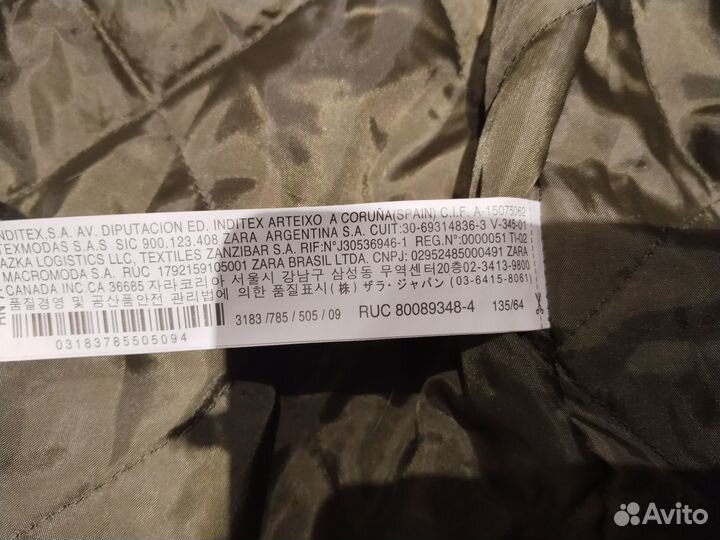 INDITEX,S.A. AV. DIPUTACION ED. INDITEX ARTEIXO A CORUÑA(SPAIN) C.I.F. A-15075062
TEXMODAS S.A.S SIC 900.123.408 ZARA ARGENTINA S.A. CUIT:30-69314836-3 V-345-01
AZKA LOGISTICS LLC, TEXTILES ZANZIBAR S.A. RIF:N°J30536946-1 REG.N°0000051 TI-02
MACROMODA S.A. RUC 1792159105001 ZARA BRASIL LTDA. CNPJ: 02952485000491 ZARA
CANADA INC.CA 36685 자라코리아 서울시 강남구 삼성동 무역센터20층02-3413-9800
품질경영 및 공산품안전 관리법에 의한 품질표시(株) ザラ・ジャパン (03-6415-8061)
3183 /785 / 505 / 09 RUC 80089348-4 135/64
03183785505094
Avito